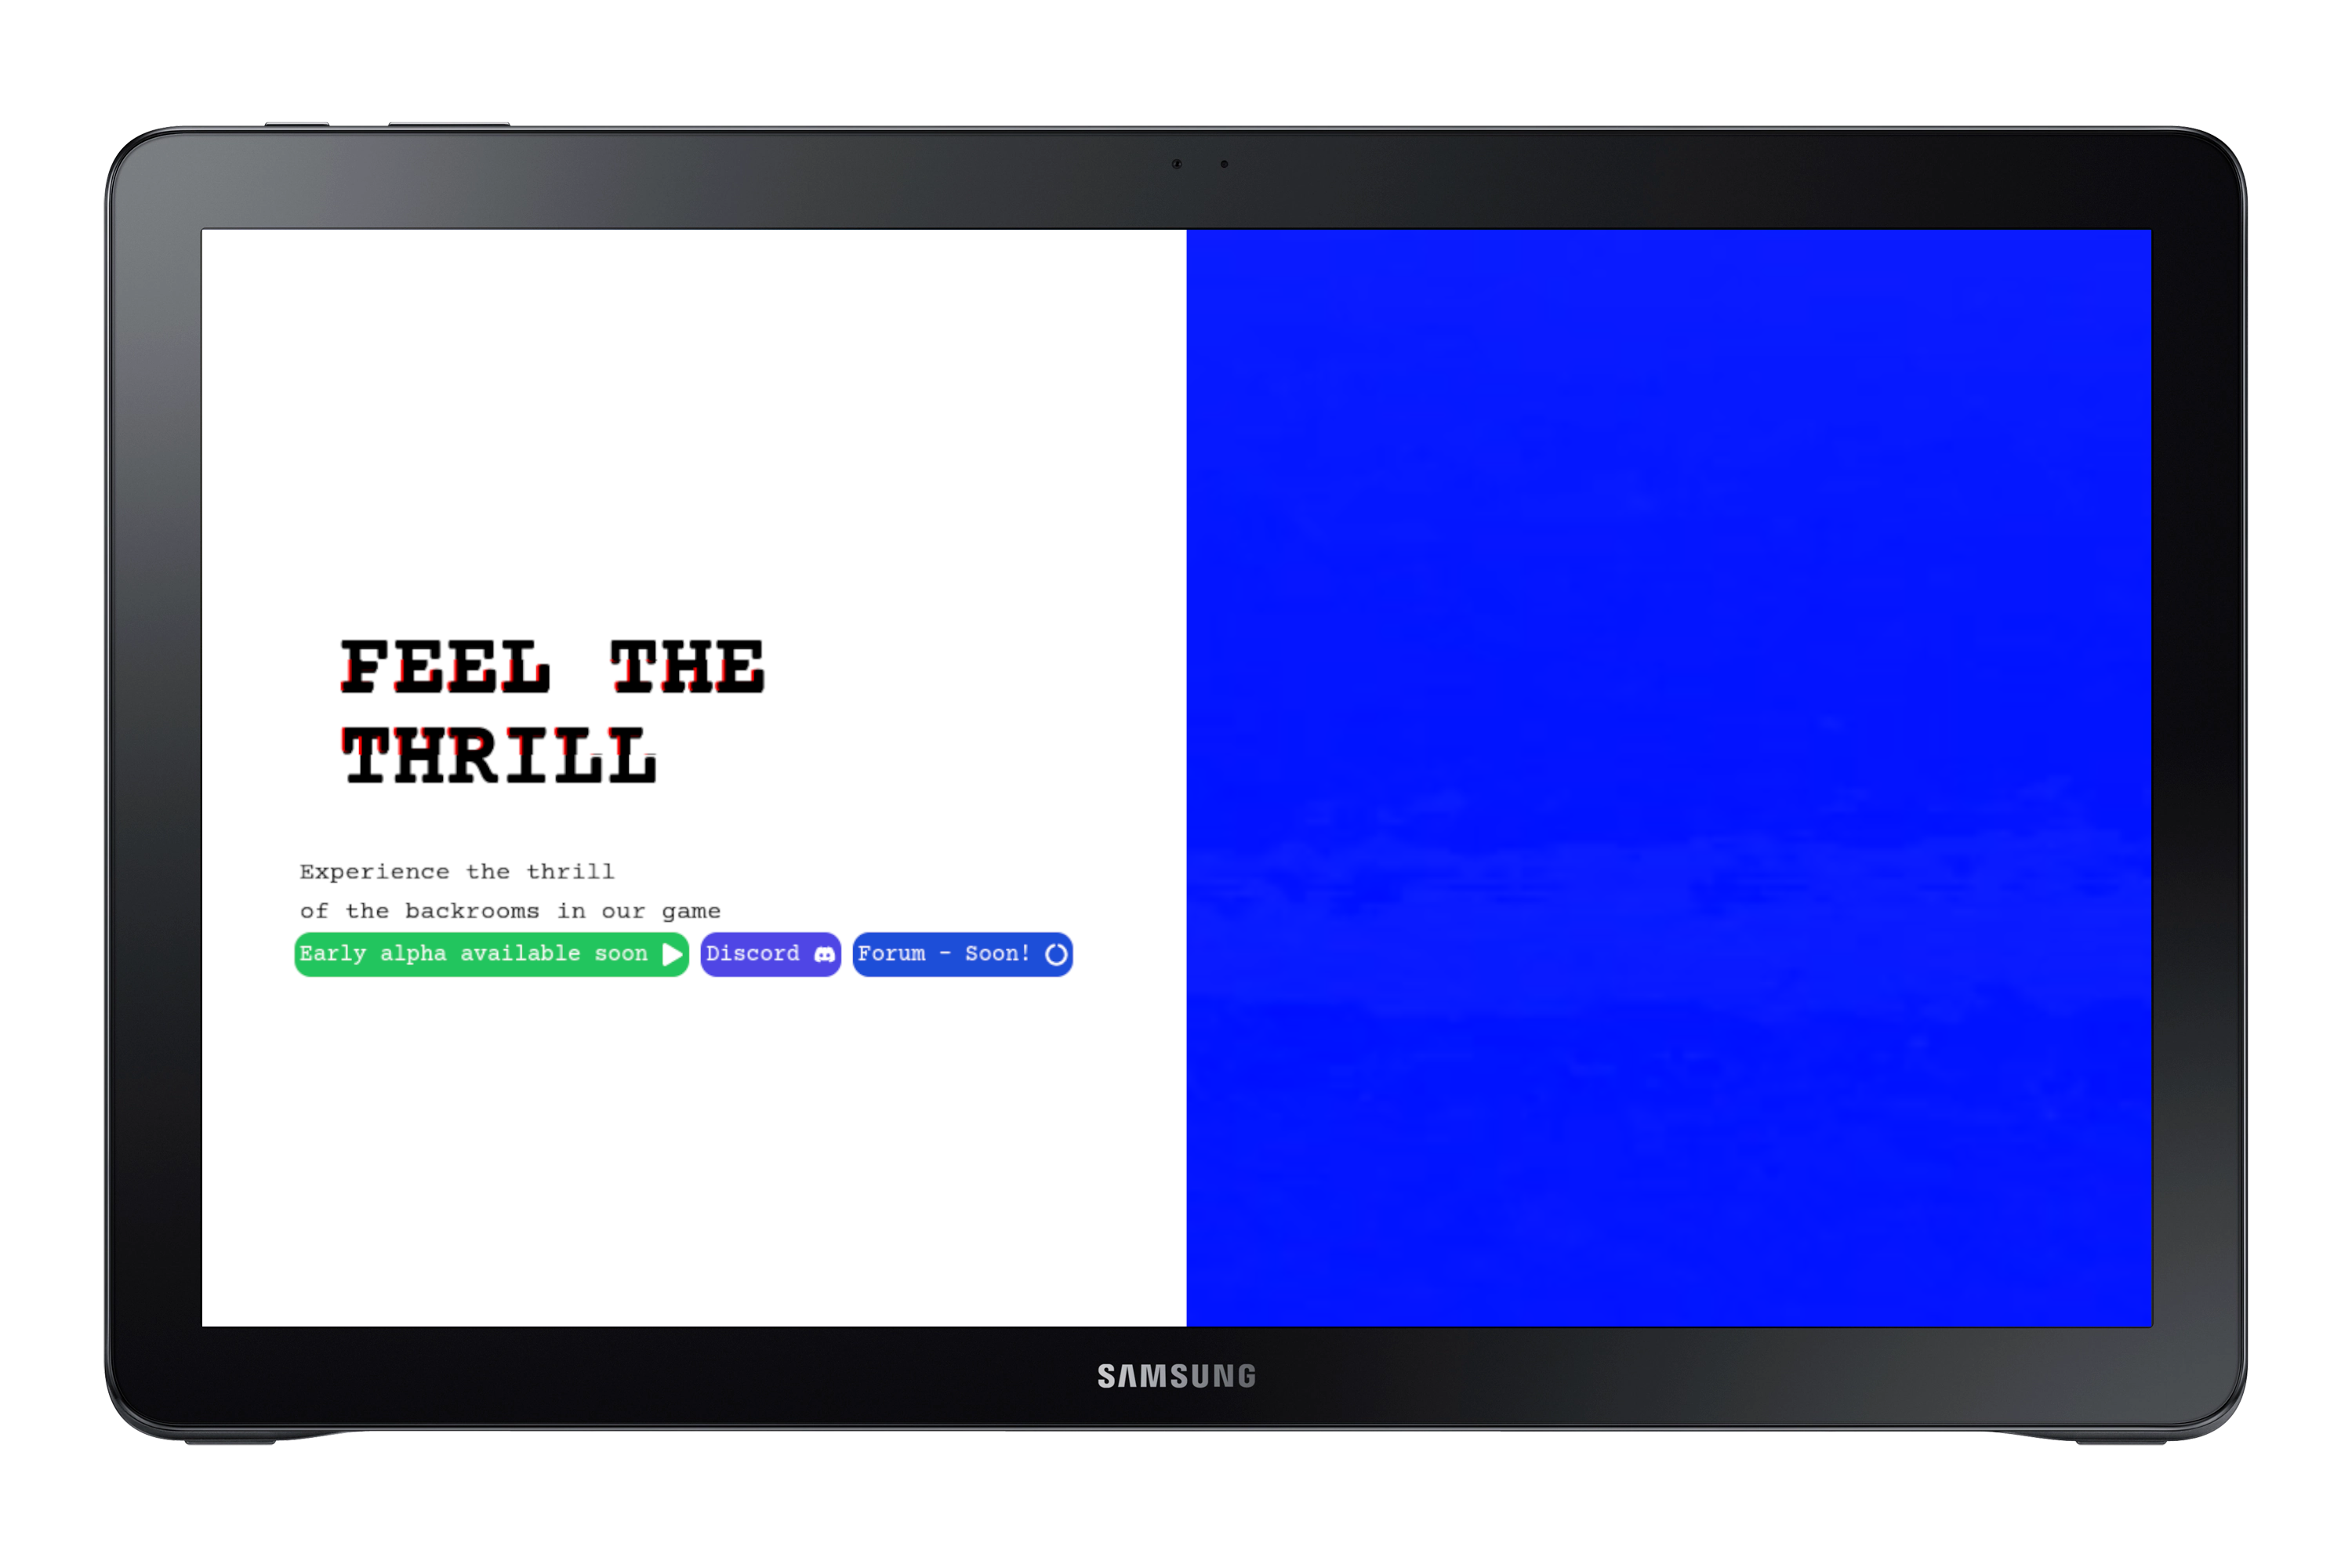 FEEL THE
THRILL
Experience the thrill
of the backrooms in our game
Early alpha available soon
Discord
Forum - Soon!
SAMSUNG